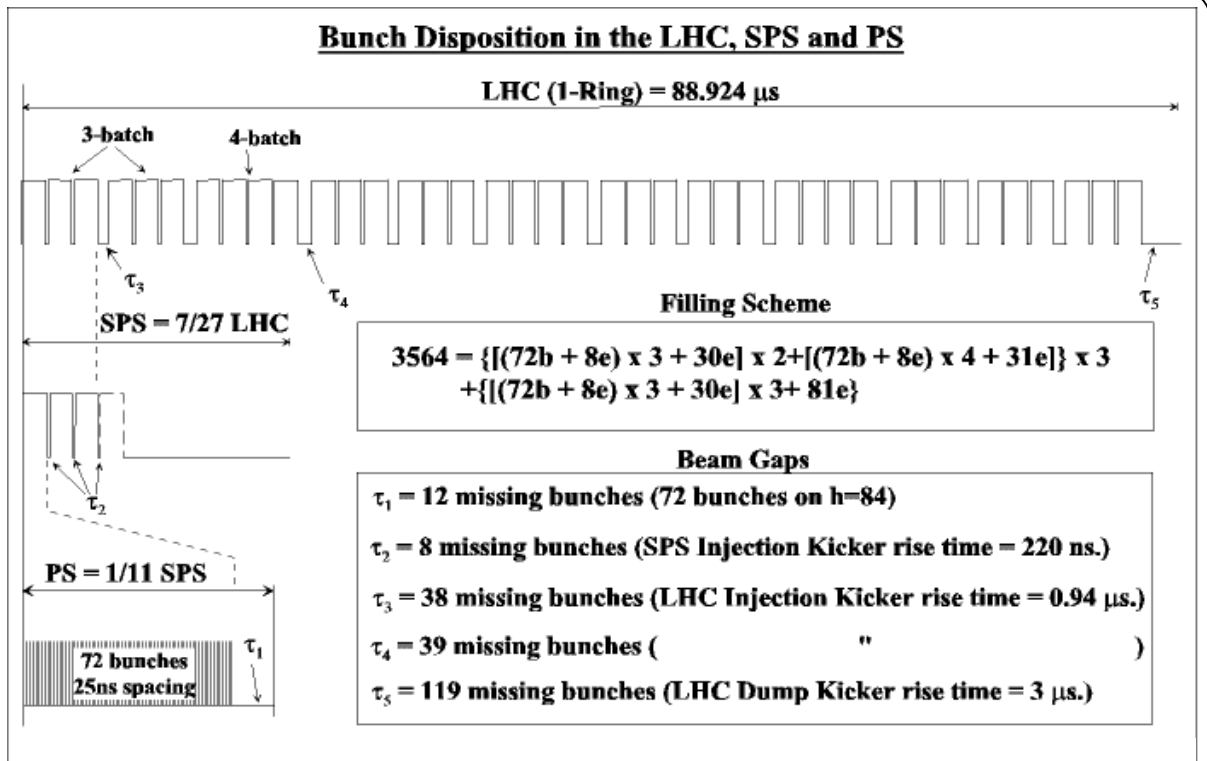 Bunch Disposition in the LHC, SPS and PS
LHC (1-Ring) = 88.924 μs
3-batch
4-batch
τ3
τ4
τ5
SPS = 7/27 LHC
τ2
PS = 1/11 SPS
τ1
72 bunches
25ns spacing
Filling Scheme
3564 = {[(72b + 8e) x 3 + 30e] x 2+[(72b + 8e) x 4 + 31e]} x 3
+{[(72b + 8e) x 3 + 30e] x 3+ 81e}
Beam Gaps
τ1 = 12 missing bunches (72 bunches on h=84)
τ2 = 8 missing bunches (SPS Injection Kicker rise time = 220 ns.)
τ3 = 38 missing bunches (LHC Injection Kicker rise time = 0.94 μs.)
τ4 = 39 missing bunches ( " )
τ5 = 119 missing bunches (LHC Dump Kicker rise time = 3 μs.)